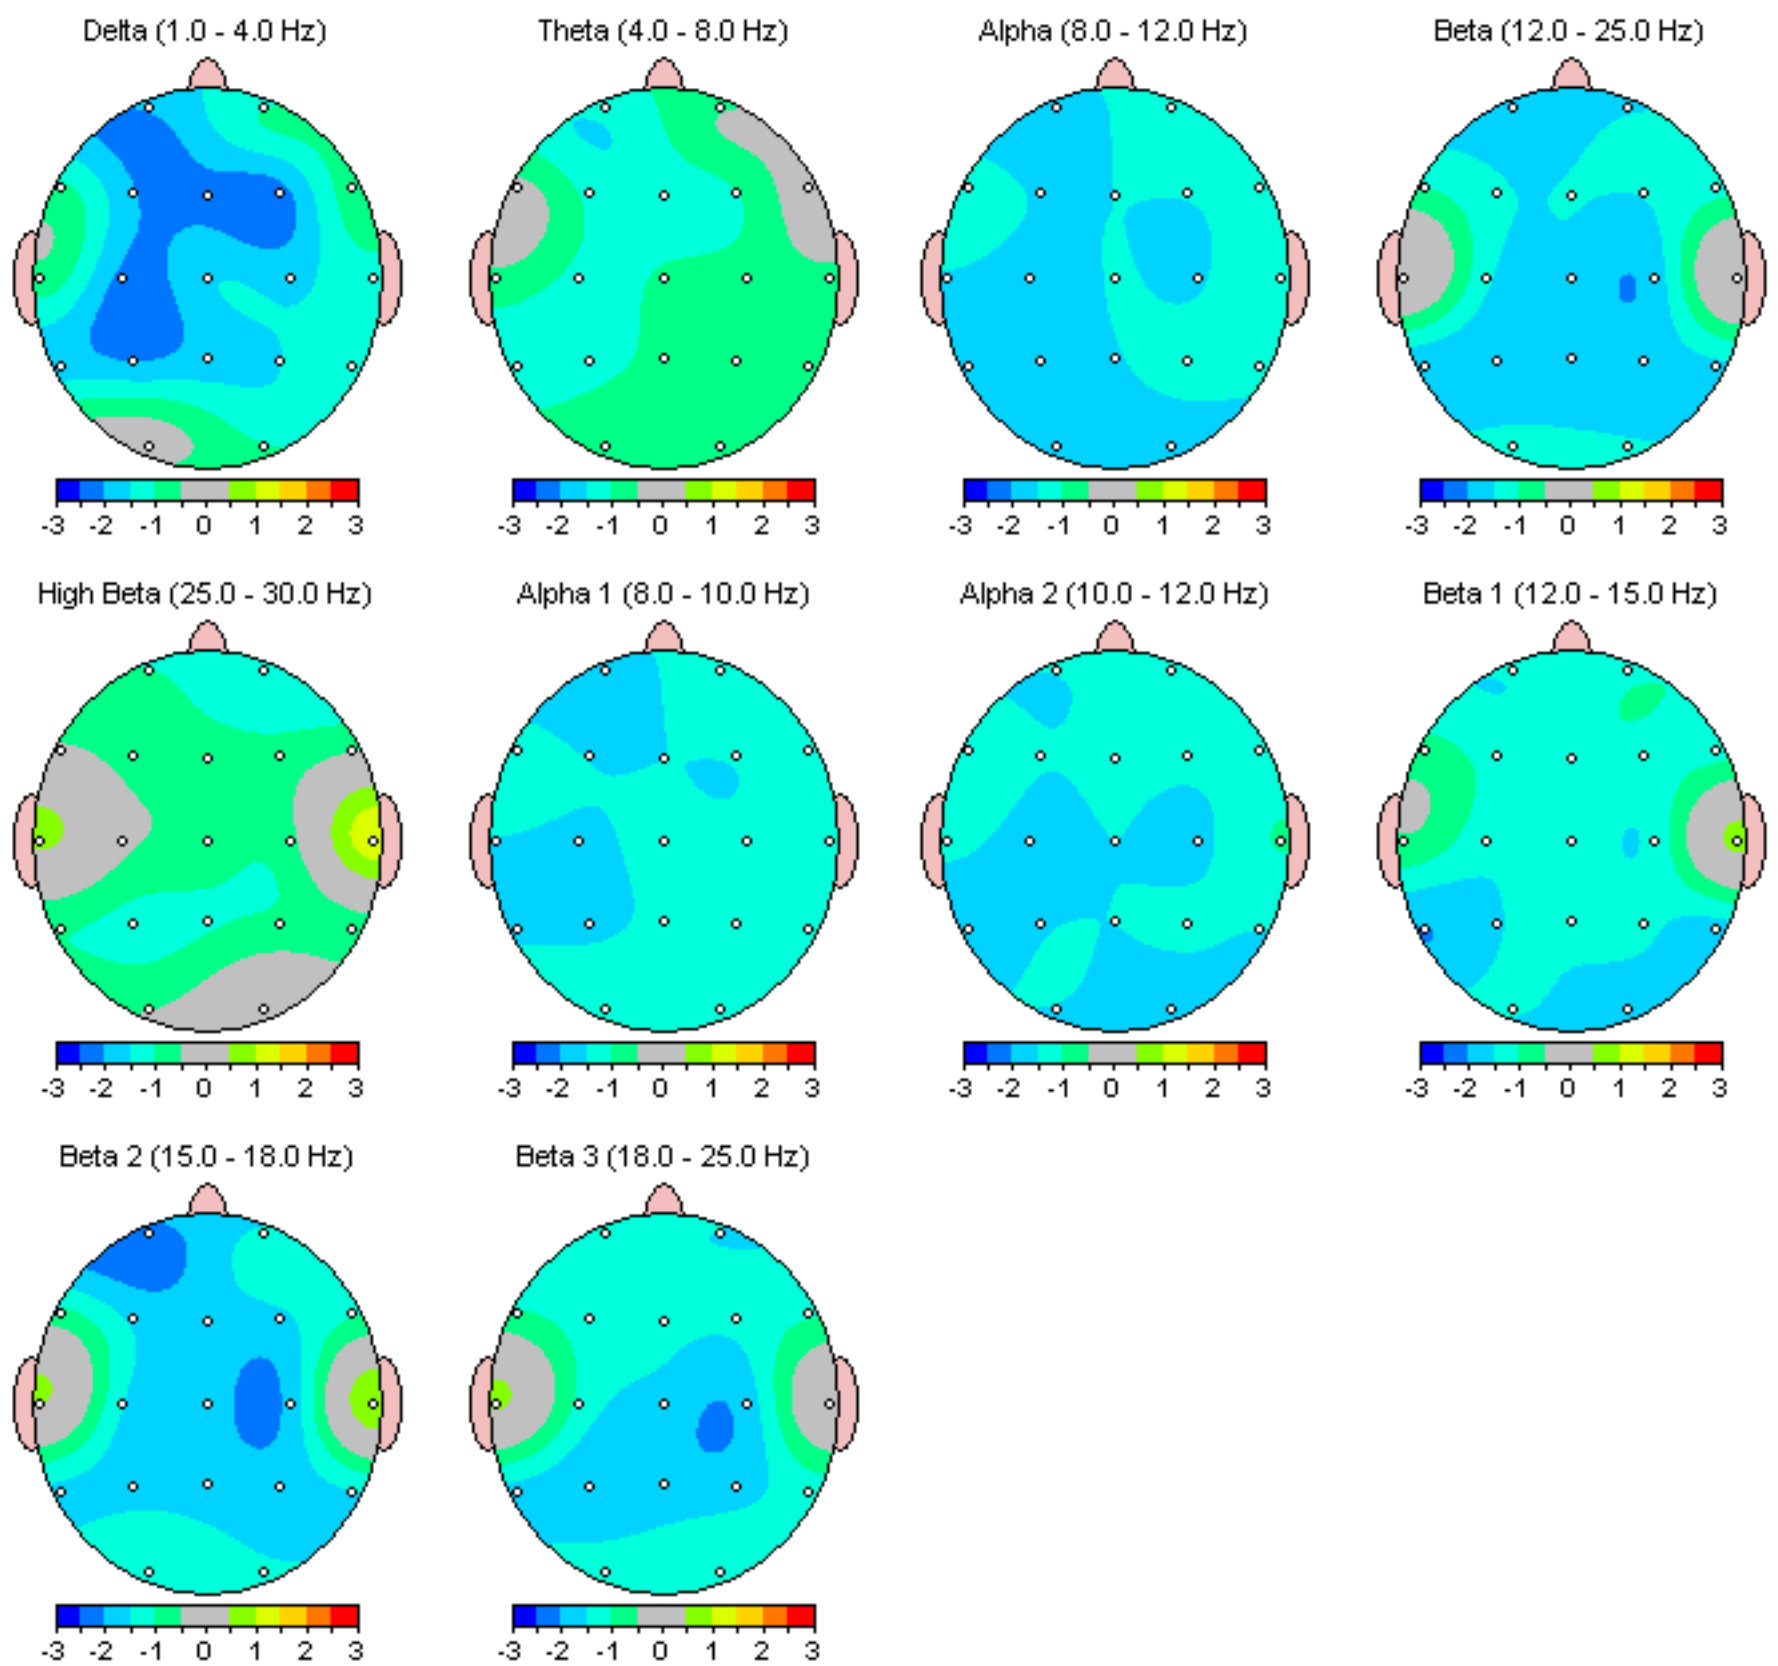 Delta (1.0 - 4.0 Hz) Theta (4.0 - 8.0 Hz) Alpha (8.0 - 12.0 Hz) Beta (12.0 - 25.0 Hz)
-3 -2 -1 0 1 2 3 -3 -2 -1 0 1 2 3 -3 -2 -1 0 1 2 3 -3 -2 -1 0 1 2 3
High Beta (25.0 - 30.0 Hz) Alpha 1 (8.0 - 10.0 Hz) Alpha 2 (10.0 - 12.0 Hz) Beta 1 (12.0 - 15.0 Hz)
-3 -2 -1 0 1 2 3 -3 -2 -1 0 1 2 3 -3 -2 -1 0 1 2 3 -3 -2 -1 0 1 2 3
Beta 2 (15.0 - 18.0 Hz) Beta 3 (18.0 - 25.0 Hz)
-3 -2 -1 0 1 2 3 -3 -2 -1 0 1 2 3